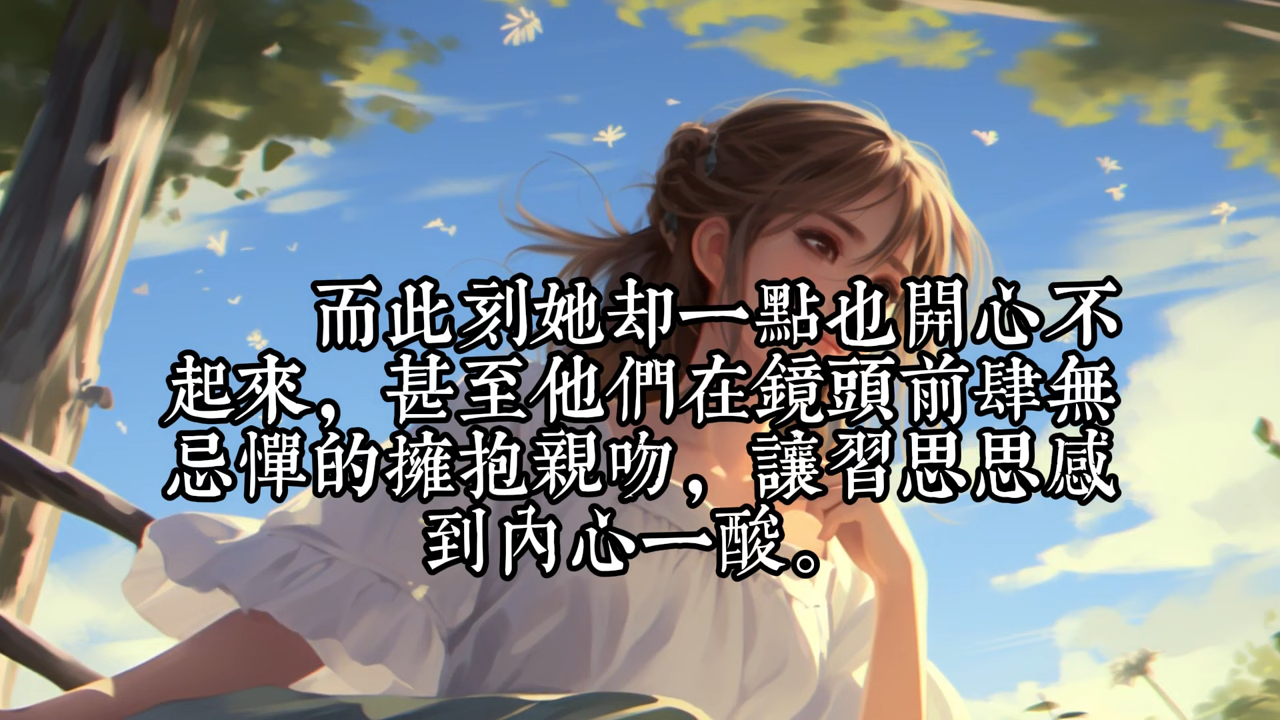 而此刻她却一點也開心不
起來，甚至他們在鏡頭前肆無
忌憚的擁抱親吻，讓習思思感
到內心一酸。